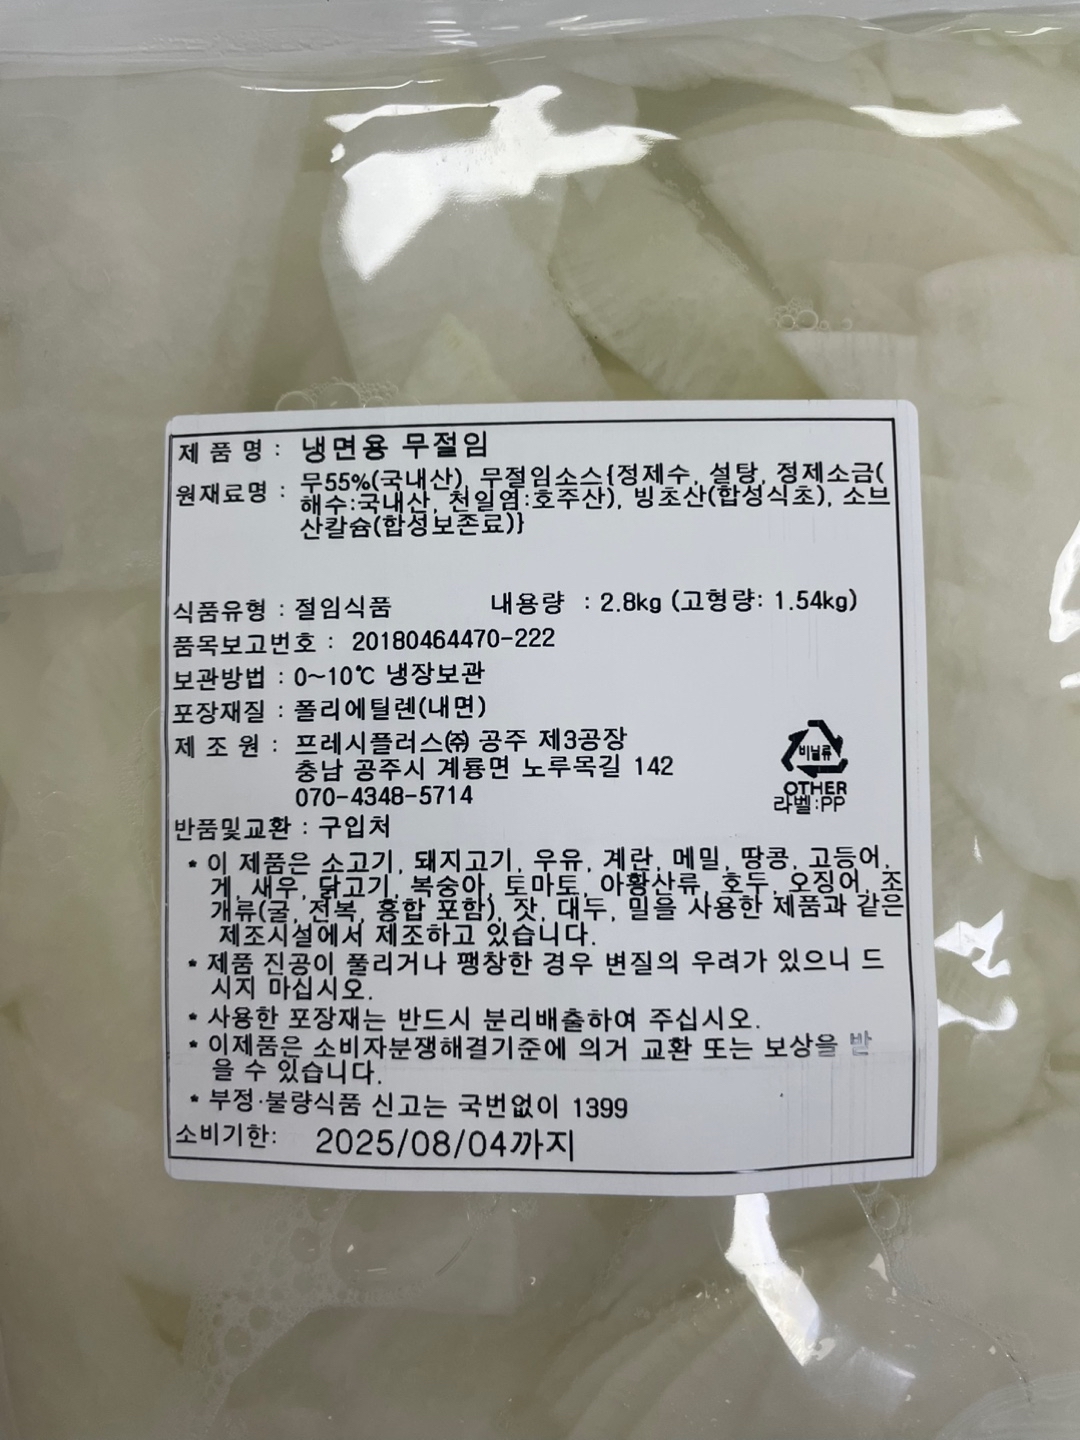 제 품 명 : 냉면용 무절임
원재료명 : 무55%(국내산), 무절임소스{정제수, 설탕, 정제소금(
해수:국내산, 천일염:호주산), 빙초산(합성식초), 소브
산칼슘(합성보존료)}
식품유형 : 절임식품 내용량 : 2.8kg (고형량: 1.54kg)
품목보고번호 : 20180464470-222
보관방법 : 0~10℃ 냉장보관
포장재질 : 폴리에틸렌(내면)
제 조 원 : 프레시플러스㈜ 공주 제3공장
충남 공주시 계룡면 노루목길 142
070-4348-5714
비닐류
OTHER
라벨:PP
반품및교환 : 구입처
* 이 제품은 소고기, 돼지고기, 우유, 계란, 메밀, 땅콩, 고등어,
게, 새우, 닭고기, 복숭아, 토마토, 아황산류, 호두, 오징어, 조
개류(굴, 전복, 홍합 포함), 잣, 대두, 밀을 사용한 제품과 같은
제조시설에서 제조하고 있습니다.
* 제품 진공이 풀리거나 팽창한 경우 변질의 우려가 있으니 드
시지 마십시오.
* 사용한 포장재는 반드시 분리배출하여 주십시오.
* 이제품은 소비자분쟁해결기준에 의거 교환 또는 보상을 받
을 수 있습니다.
* 부정·불량식품 신고는 국번없이 1399
소비기한: 2025/08/04까지